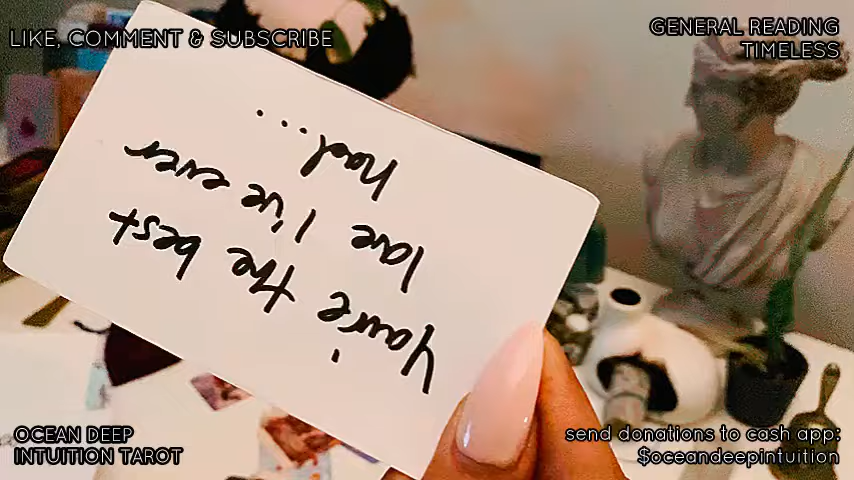 LIKE, COMMENT & SUBSCRIBE
GENERAL READING
TIMELESS
You're the best
love I've ever
had...
OCEAN DEEP
INTUITION TAROT
send donations to cash app:
$oceandeepintuition